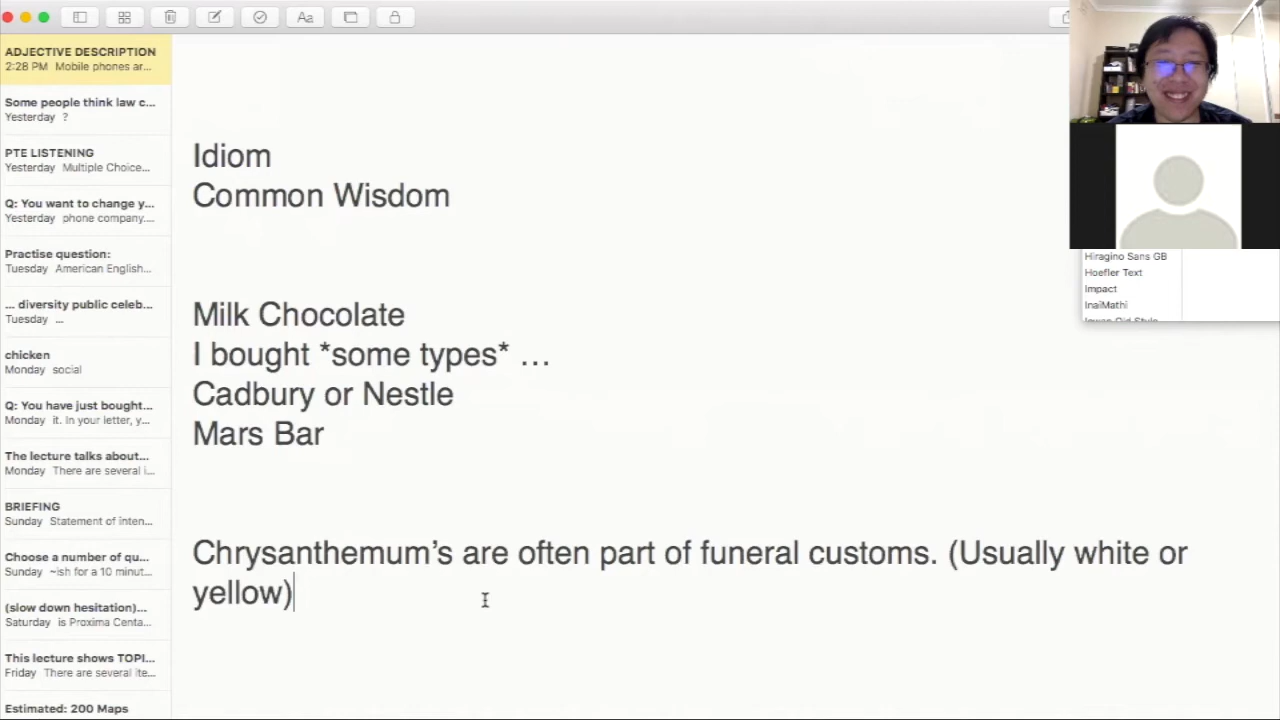 Aa
ADJECTIVE DESCRIPTION
2:28 PM Mobile phones ar...
Some people think law c...
Yesterday ?
PTE LISTENING
Yesterday Multiple Choice...
Q: You want to change y...
Yesterday phone company....
Practise question:
Tuesday American English...
... diversity public celeb...
Tuesday ...
chicken
Monday social
Q: You have just bought...
Monday it. In your letter, y...
The lecture talks about...
Monday There are several i...
BRIEFING
Sunday Statement of inten...
Choose a number of qu...
Sunday ~ish for a 10 minut...
(slow down hesitation)...
Saturday is Proxima Centa...
This lecture shows TOPI...
Friday There are several ite...
Estimated: 200 Maps
Idiom
Common Wisdom
Milk Chocolate
I bought *some types* …
Cadbury or Nestle
Mars Bar
Chrysanthemum’s are often part of funeral customs. (Usually white or
yellow)
Hiragino Sans GB
Hoefler Text
Impact
InaiMathi
Iowan Old Style